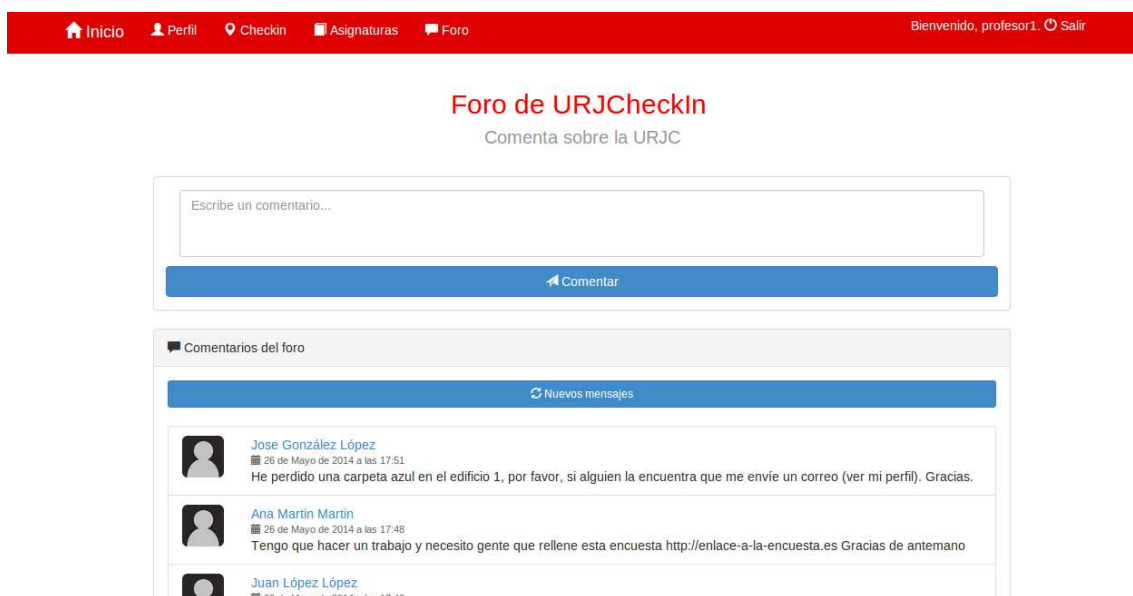 Inicio Perfil Checkin Asignaturas Foro Bienvenido, profesor1. Salir
Foro de URJCheckIn
Comenta sobre la URJC
Escribe un comentario...
Comentar
Comentarios del foro
Nuevos mensajes
Jose González López
26 de Mayo de 2014 a las 17:51
He perdido una carpeta azul en el edificio 1, por favor, si alguien la encuentra que me envíe un correo (ver mi perfil). Gracias.
Ana Martin Martin
26 de Mayo de 2014 a las 17:48
Tengo que hacer un trabajo y necesito gente que rellene esta encuesta http://enlace-a-la-encuesta.es Gracias de antemano
Juan López López